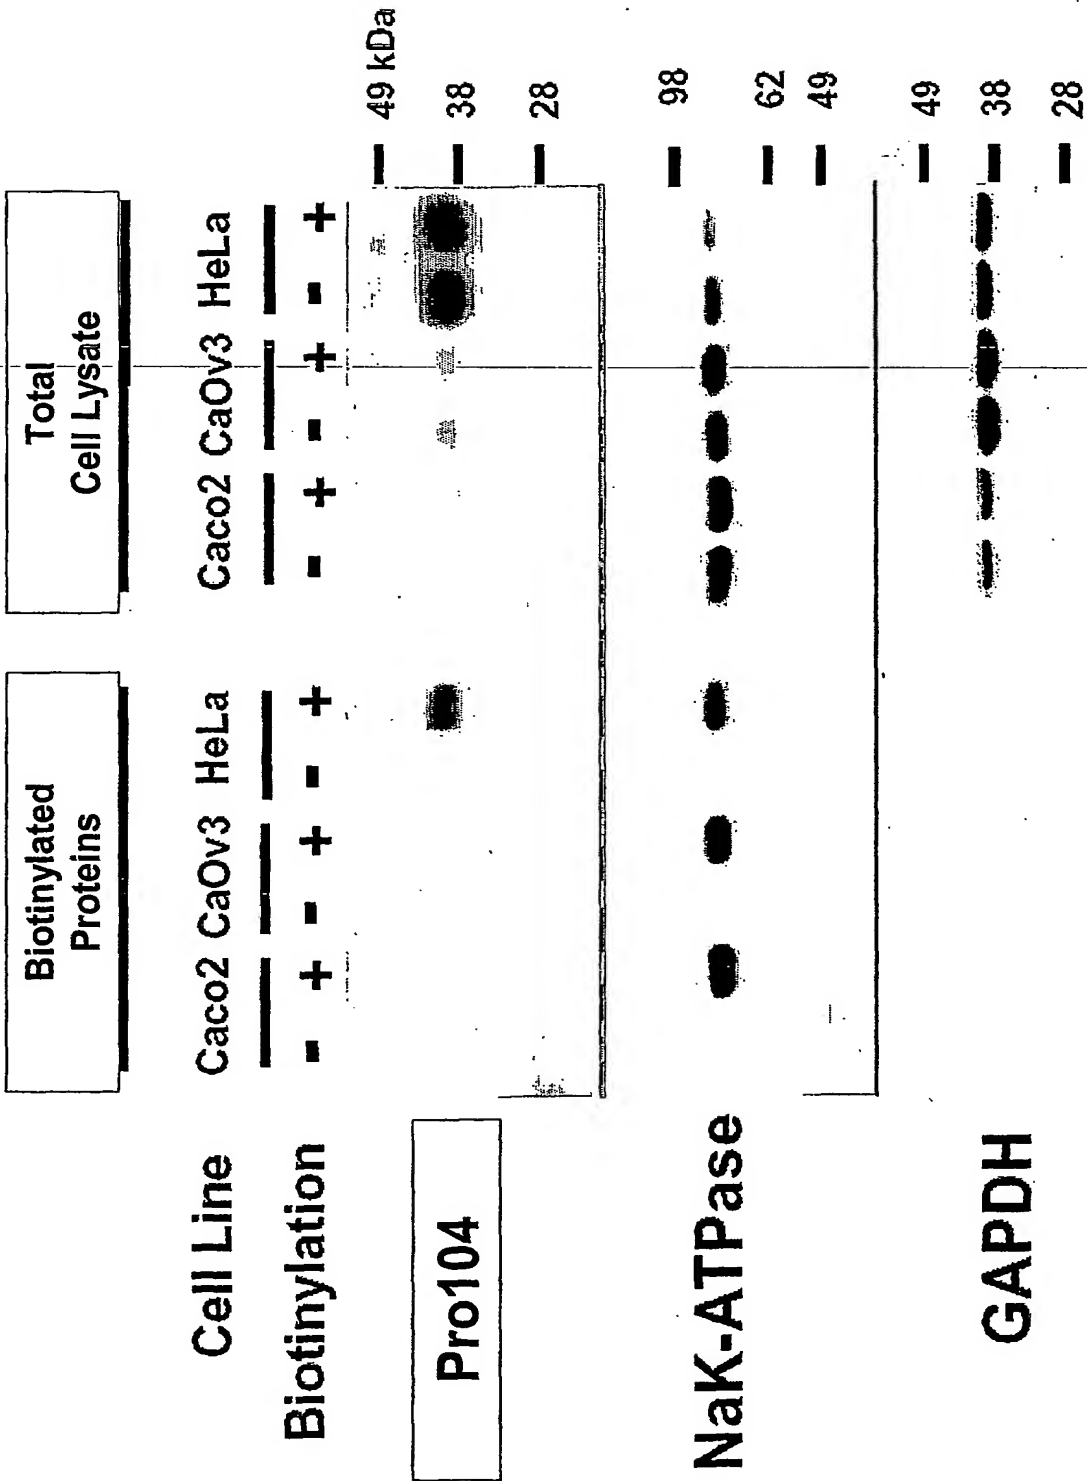 Biotinylated Total
Proteins Cell Lysate
Cell Line Caco2 CaOv3 HeLa Caco2 CaOv3 HeLa
Biotinylation - + - + - + - + - + - +
49 kDa
Pro104 38
28
98
NaK-ATPase
62
49
49
GAPDH 38
28